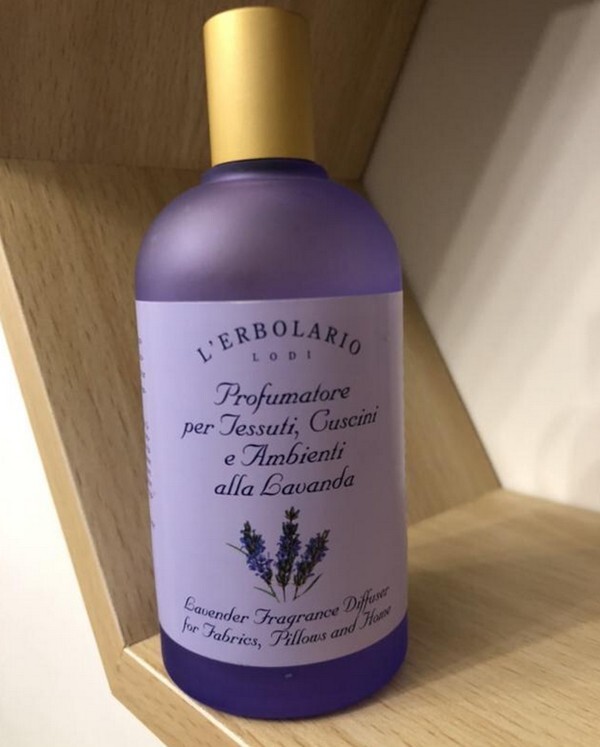 L'ERBOLARIO
LODI
Profumatore
per Tessuti, Cuscini
e Ambienti
alla Lavanda
Lavender Fragrance Diffuser
for Fabrics, Pillows and Home